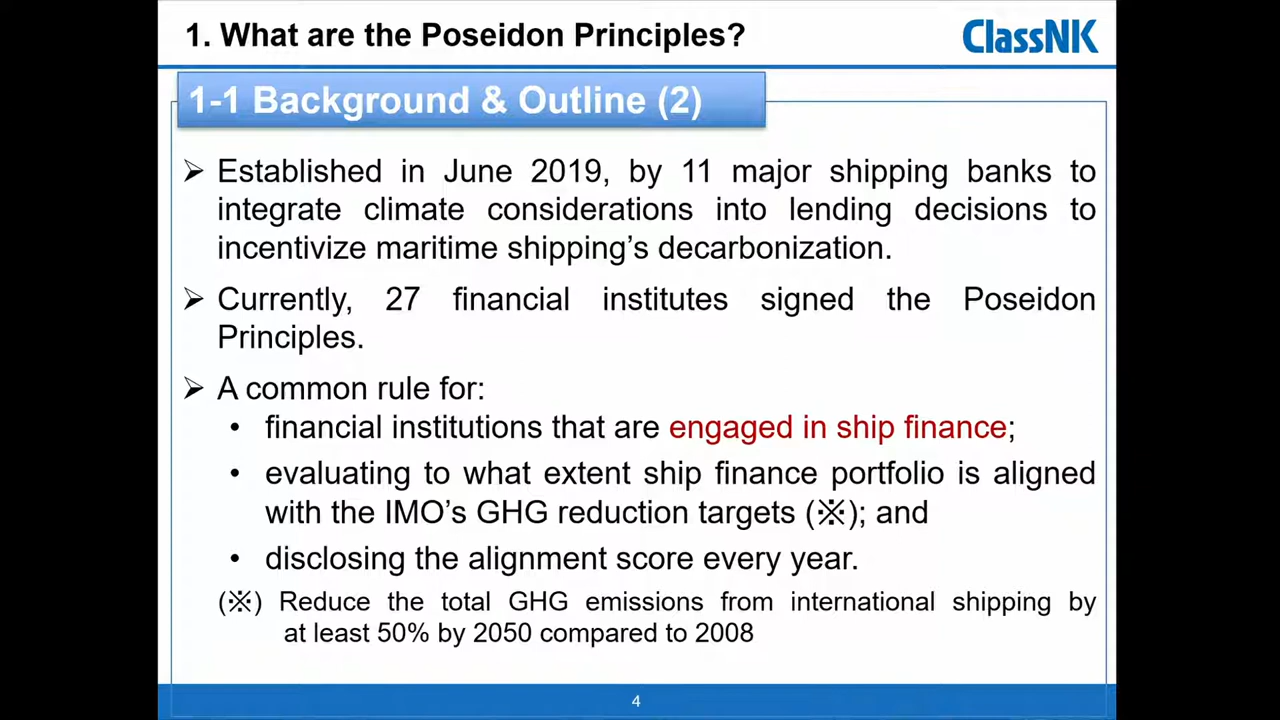 1. What are the Poseidon Principles?
ClassNK
1-1 Background & Outline (2)
➢ Established in June 2019, by 11 major shipping banks to
integrate climate considerations into lending decisions to
incentivize maritime shipping’s decarbonization.
➢ Currently, 27 financial institutes signed the Poseidon
Principles.
➢ A common rule for:
• financial institutions that are engaged in ship finance;
• evaluating to what extent ship finance portfolio is aligned
with the IMO’s GHG reduction targets (※); and
• disclosing the alignment score every year.
(※) Reduce the total GHG emissions from international shipping by
at least 50% by 2050 compared to 2008
4